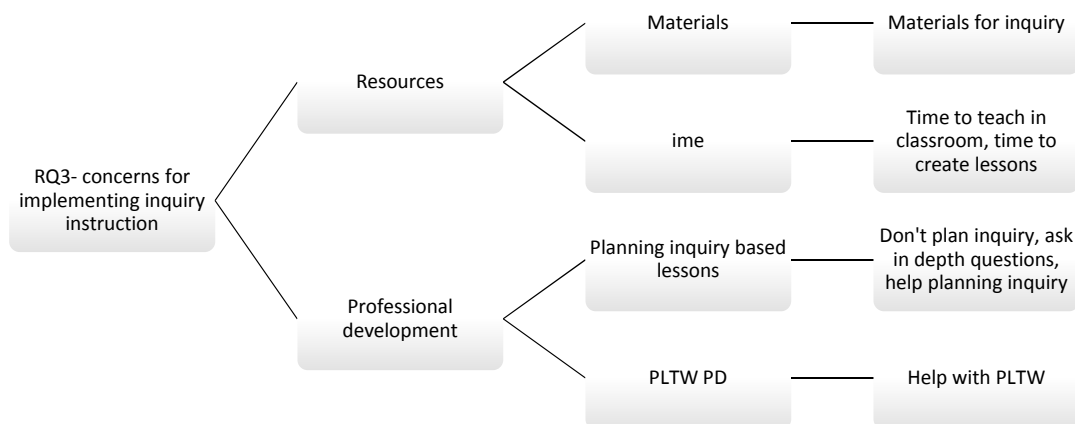 RQ3- concerns for
implementing inquiry
instruction
Resources
Materials
Materials for inquiry
ime
Time to teach in
classroom, time to
create lessons
Professional
development
Planning inquiry based
lessons
Don't plan inquiry, ask
in depth questions,
help planning inquiry
PLTW PD
Help with PLTW